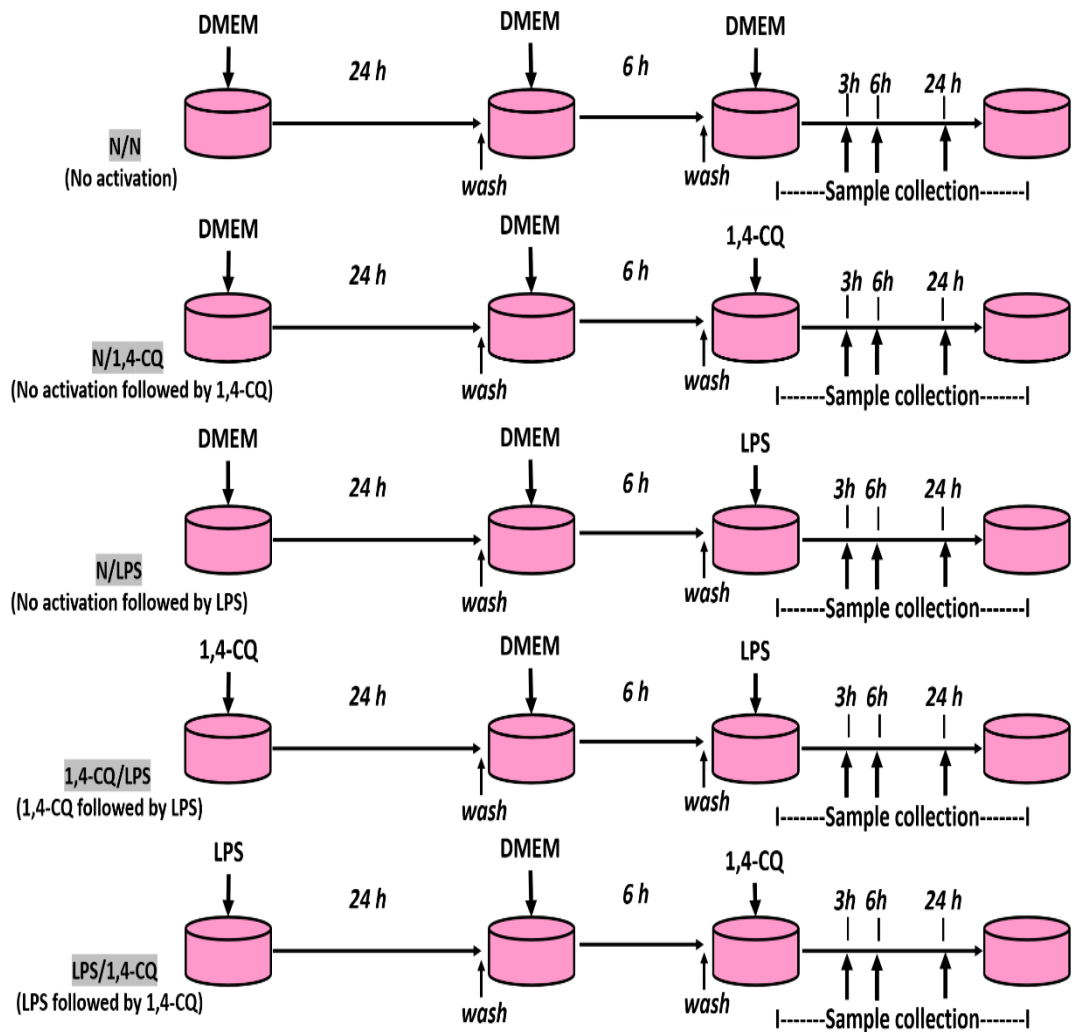 DMEM DMEM DMEM
24 h 6 h 3h 6h 24 h
N/N
(No activation)
wash wash I-------Sample collection-------I
DMEM DMEM 1,4-CQ
24 h 6 h 3h 6h 24 h
N/1,4-CQ
(No activation followed by 1,4-CQ)
wash wash I-------Sample collection-------I
DMEM DMEM LPS
24 h 6 h 3h 6h 24 h
N/LPS
(No activation followed by LPS)
wash wash I-------Sample collection-------I
1,4-CQ DMEM LPS
24 h 6 h 3h 6h 24 h
1,4-CQ/LPS
(1,4-CQ followed by LPS)
wash wash I-------Sample collection-------I
LPS DMEM 1,4-CQ
24 h 6 h 3h 6h 24 h
LPS/1,4-CQ
(LPS followed by 1,4-CQ)
wash wash I-------Sample collection-------I